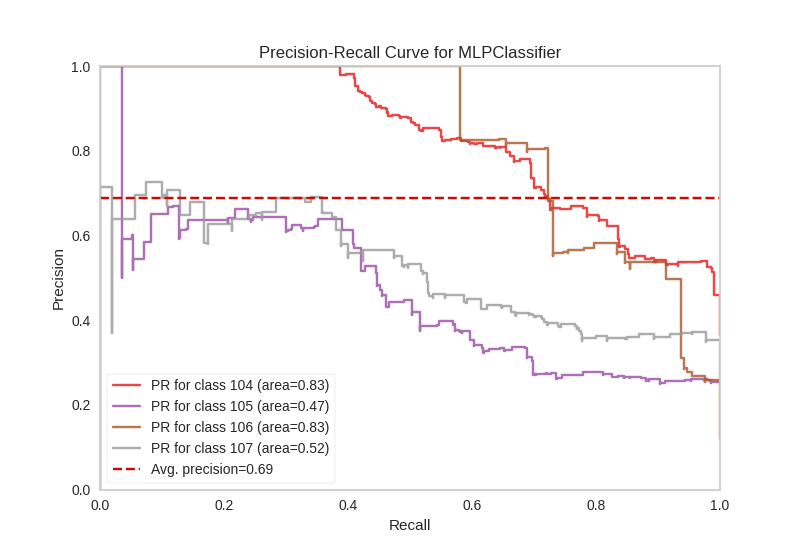 Precision-Recall Curve for MLPClassifier
1.0
0.8
0.6
0.4
0.2
0.0
Precision
PR for class 104 (area=0.83)
PR for class 105 (area=0.47)
PR for class 106 (area=0.83)
PR for class 107 (area=0.52)
Avg. precision=0.69
0.0 0.2 0.4 0.6 0.8 1.0
Recall